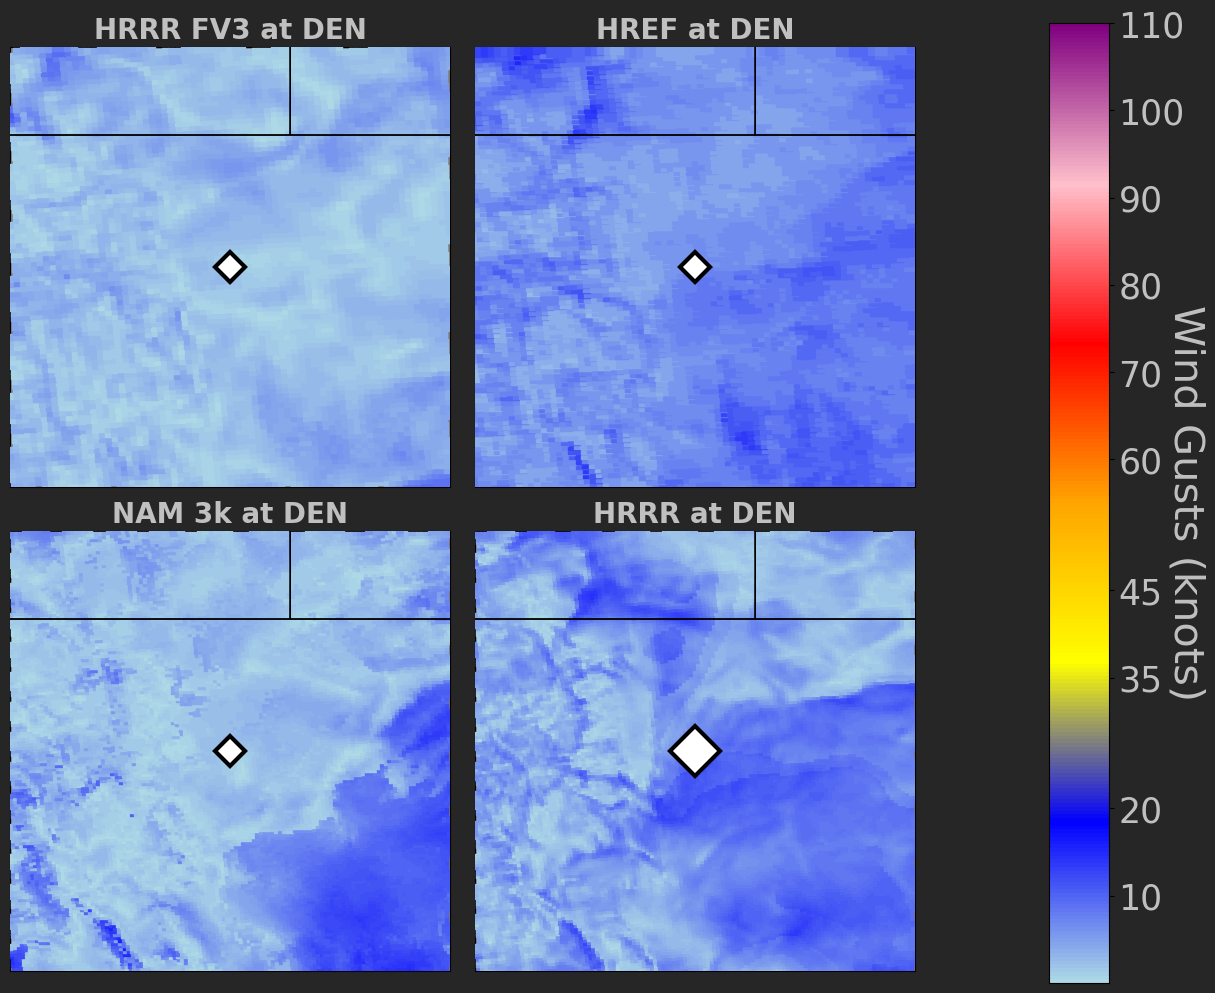 HRRR FV3 at DEN
HREF at DEN
NAM 3k at DEN
HRRR at DEN
110
100
90
80
70
60
45
35
20
10
Wind Gusts (knots)